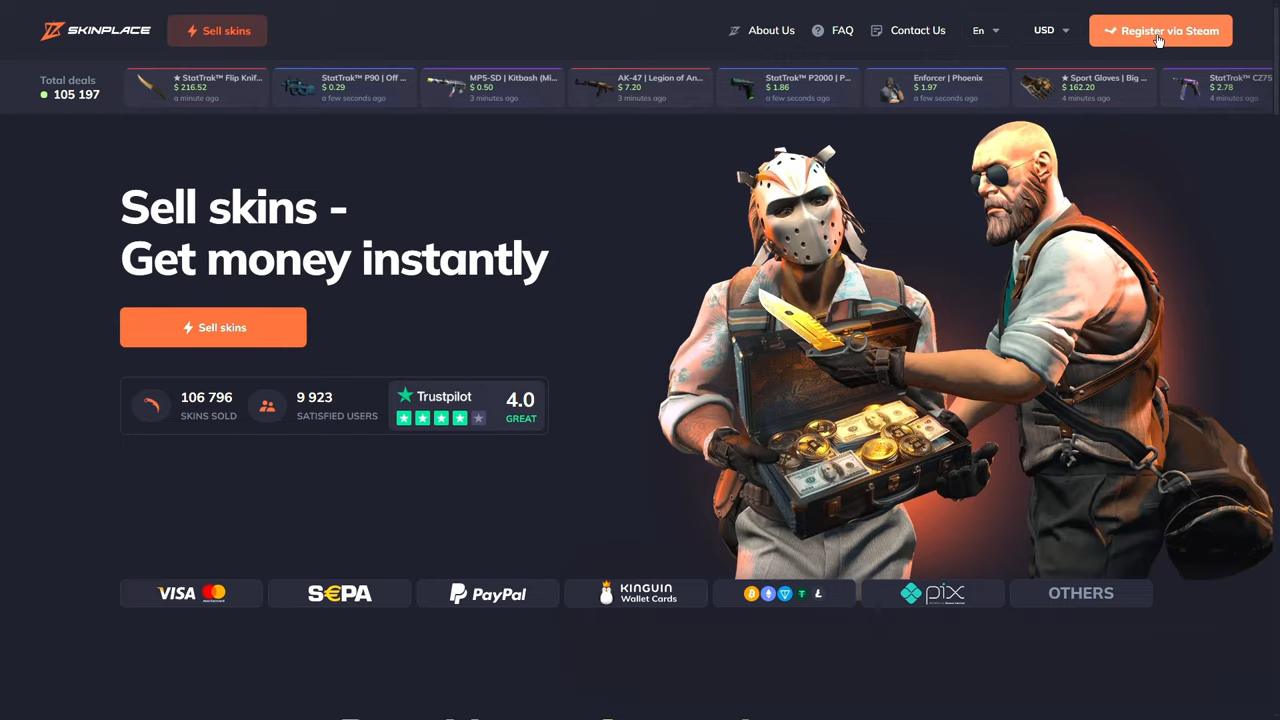 SKINPLACE
Sell skins
About Us
FAQ
Contact Us
En
USD
Register via Steam
Total deals
105 197
★ StatTrak™ Flip Knif...
$ 216.52
a minute ago
StatTrak™ P90 | Off ...
$ 0.29
a few seconds ago
MP5-SD | Kitbash (Mi...
$ 0.50
3 minutes ago
AK-47 | Legion of An...
$ 7.20
3 minutes ago
StatTrak™ P2000 | P...
$ 1.86
a few seconds ago
Enforcer | Phoenix
$ 1.97
a few seconds ago
★ Sport Gloves | Big ...
$ 162.20
4 minutes ago
StatTrak™ CZ75
$ 2.78
4 minutes ago
Sell skins -
Get money instantly
Sell skins
106 796
SKINS SOLD
9 923
SATISFIED USERS
Trustpilot
4.0
GREAT
VISA
S€PA
PayPal
KINGUIN
Wallet Cards
pix
OTHERS